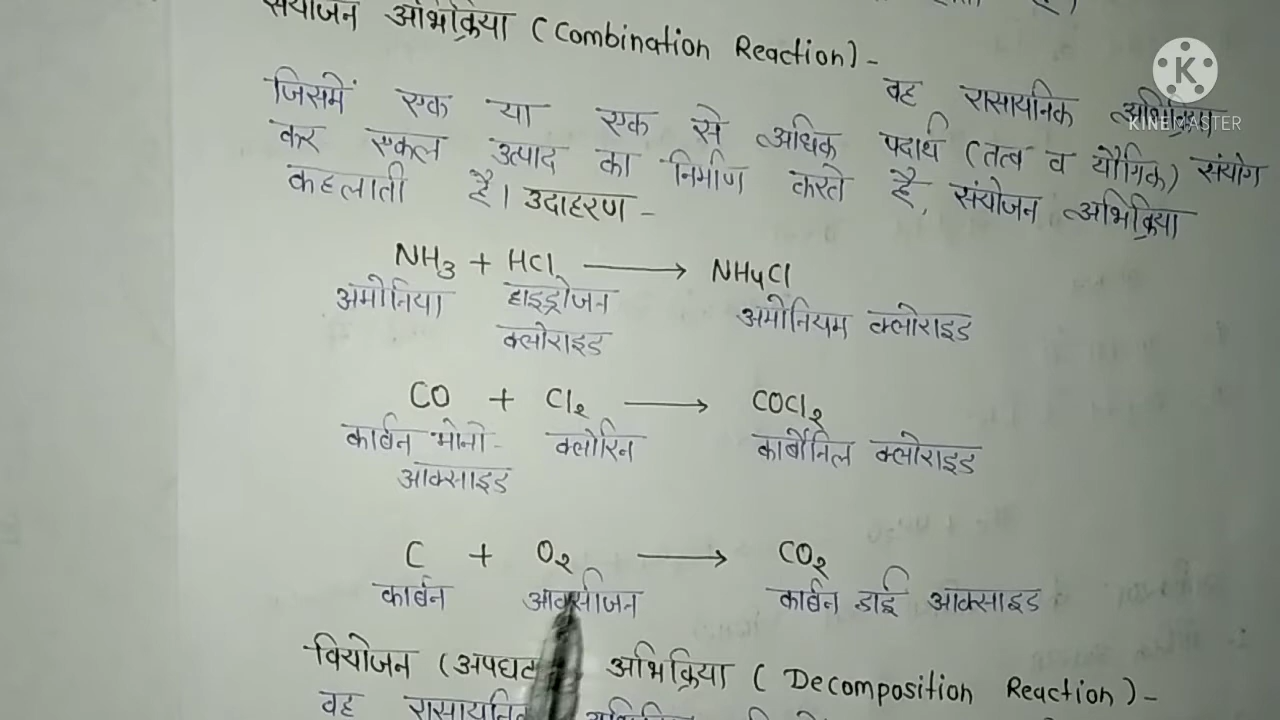 संयोजन अभिक्रिया (Combination Reaction) -
वह रासायनिक अभिक्रिया
जिसमें एक या एक से अधिक पदार्थ (तत्व व यौगिक) संयोग
कर एकल उत्पाद का निर्माण करते है, संयोजन अभिक्रिया
कहलाती है। उदाहरण -
NH3 + HCl ⟶ NH4Cl
अमोनिया हाइड्रोजन अमोनियम क्लोराइड
क्लोराइड
CO + Cl2 ⟶ COCl2
कार्बन मोनो- क्लोरिन कार्बोनिल क्लोराइड
आक्साइड
C + O2 ⟶ CO2
कार्बन आक्सीजन कार्बन डाई आक्साइड
वियोजन अभिक्रिया (Decomposition Reaction) -
वह
K
KINEMASTER